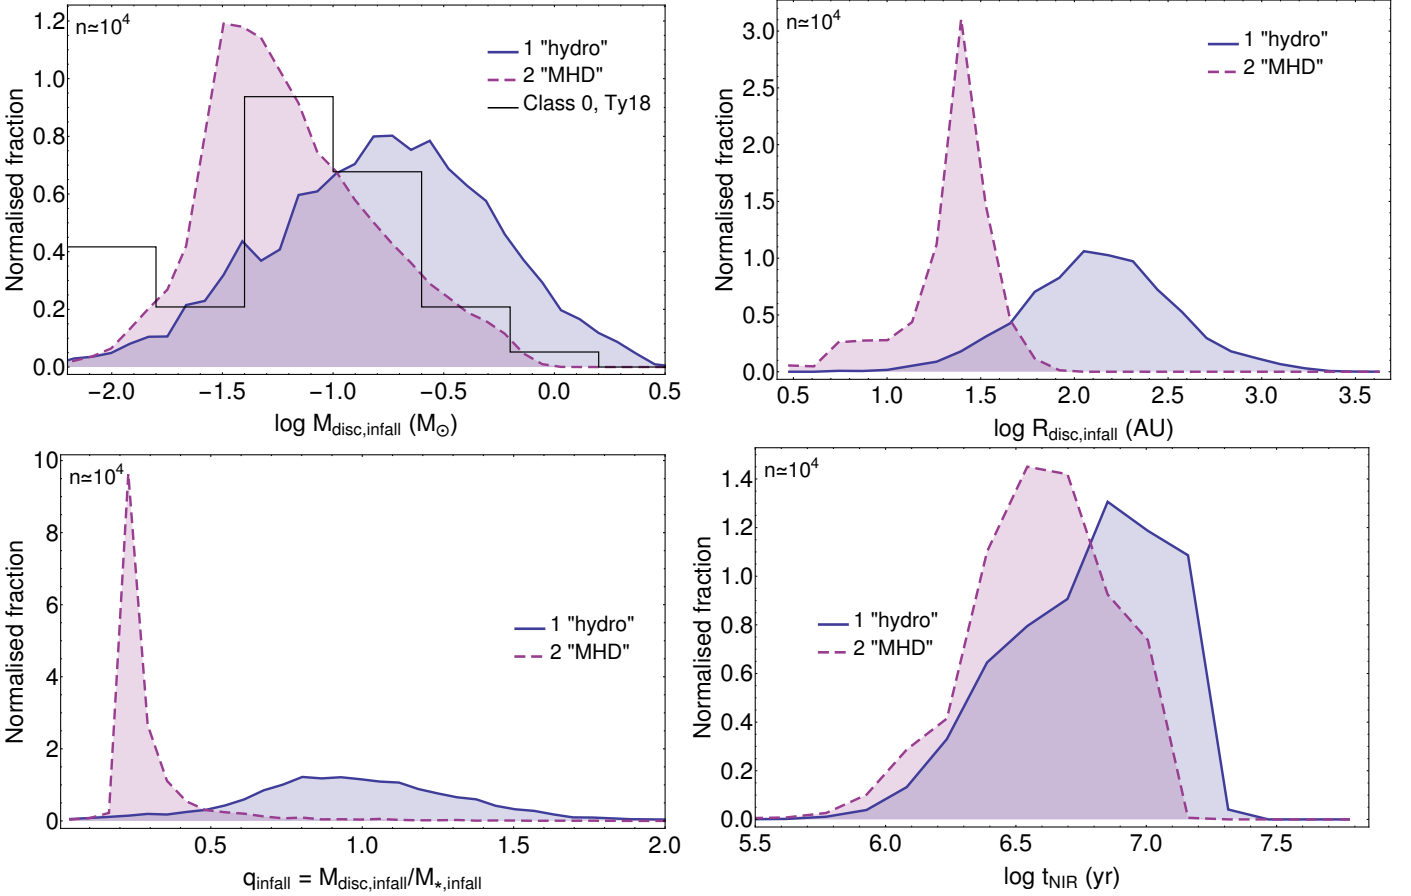 n≃10⁴
1 "hydro"
2 "MHD"
Class 0, Ty18
Normalised fraction
1.2
1.0
0.8
0.6
0.4
0.2
0.0
−2.0 −1.5 −1.0 −0.5 0.0 0.5
log M_disc,infall (M_⊙)
n≃10⁴
1 "hydro"
2 "MHD"
Normalised fraction
3.0
2.5
2.0
1.5
1.0
0.5
0.0
0.5 1.0 1.5 2.0 2.5 3.0 3.5
log R_disc,infall (AU)
n≃10⁴
1 "hydro"
2 "MHD"
Normalised fraction
10
8
6
4
2
0
0.5 1.0 1.5 2.0
q_infall = M_disc,infall/M_*,infall
n≃10⁴
1 "hydro"
2 "MHD"
Normalised fraction
1.4
1.2
1.0
0.8
0.6
0.4
0.2
0.0
5.5 6.0 6.5 7.0 7.5
log t_NIR (yr)